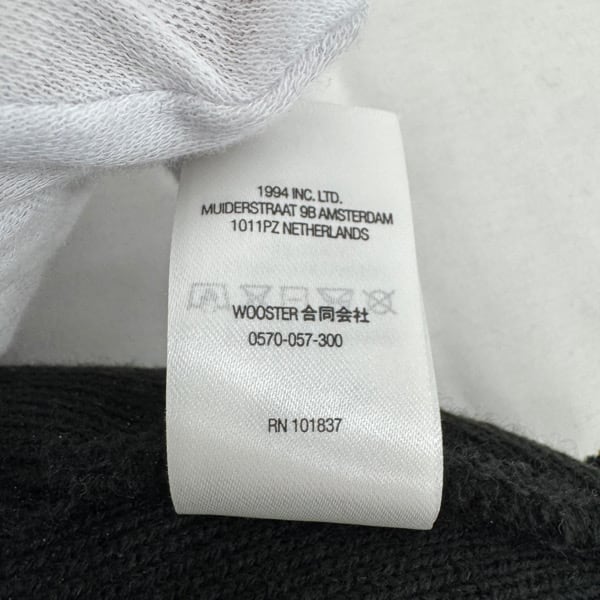 1994 INC. LTD.
MUIDERSTRAAT 9B AMSTERDAM
1011PZ NETHERLANDS
WOOSTER合同会社
0570-057-300
RN 101837